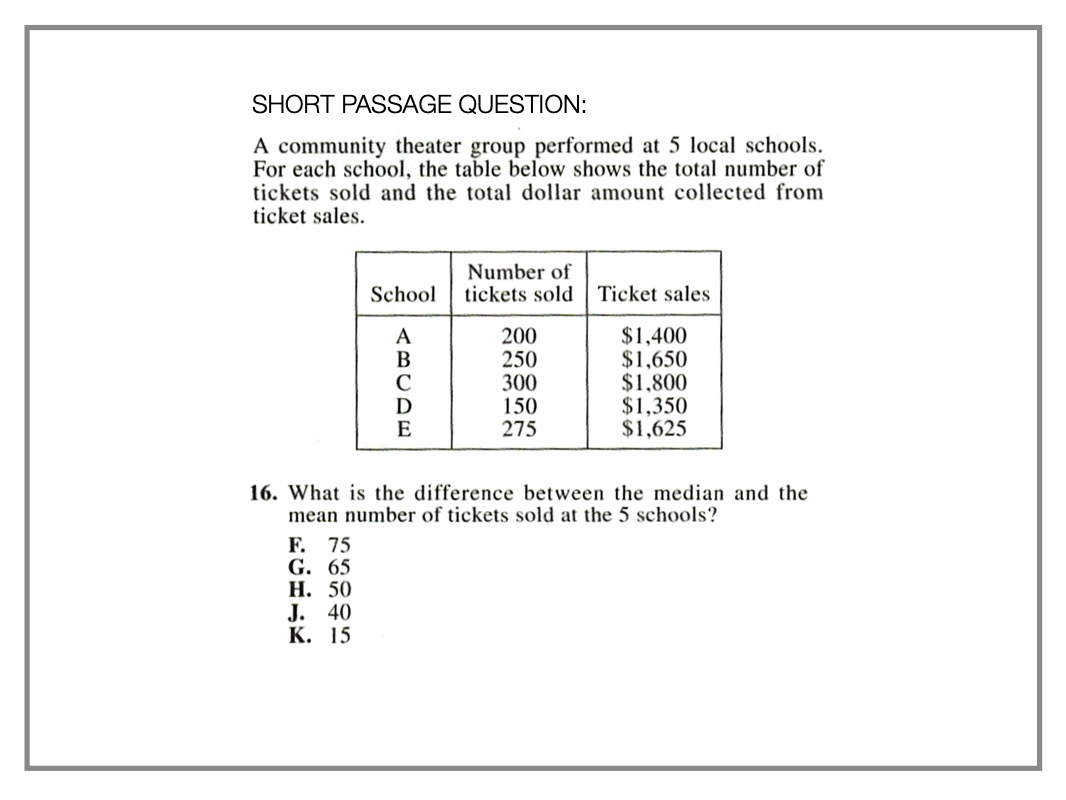 SHORT PASSAGE QUESTION:
A community theater group performed at 5 local schools.
For each school, the table below shows the total number of
tickets sold and the total dollar amount collected from
ticket sales.
School Number of tickets sold Ticket sales
A 200 $1,400
B 250 $1,650
C 300 $1,800
D 150 $1,350
E 275 $1,625
16. What is the difference between the median and the
mean number of tickets sold at the 5 schools?
F. 75
G. 65
H. 50
J. 40
K. 15